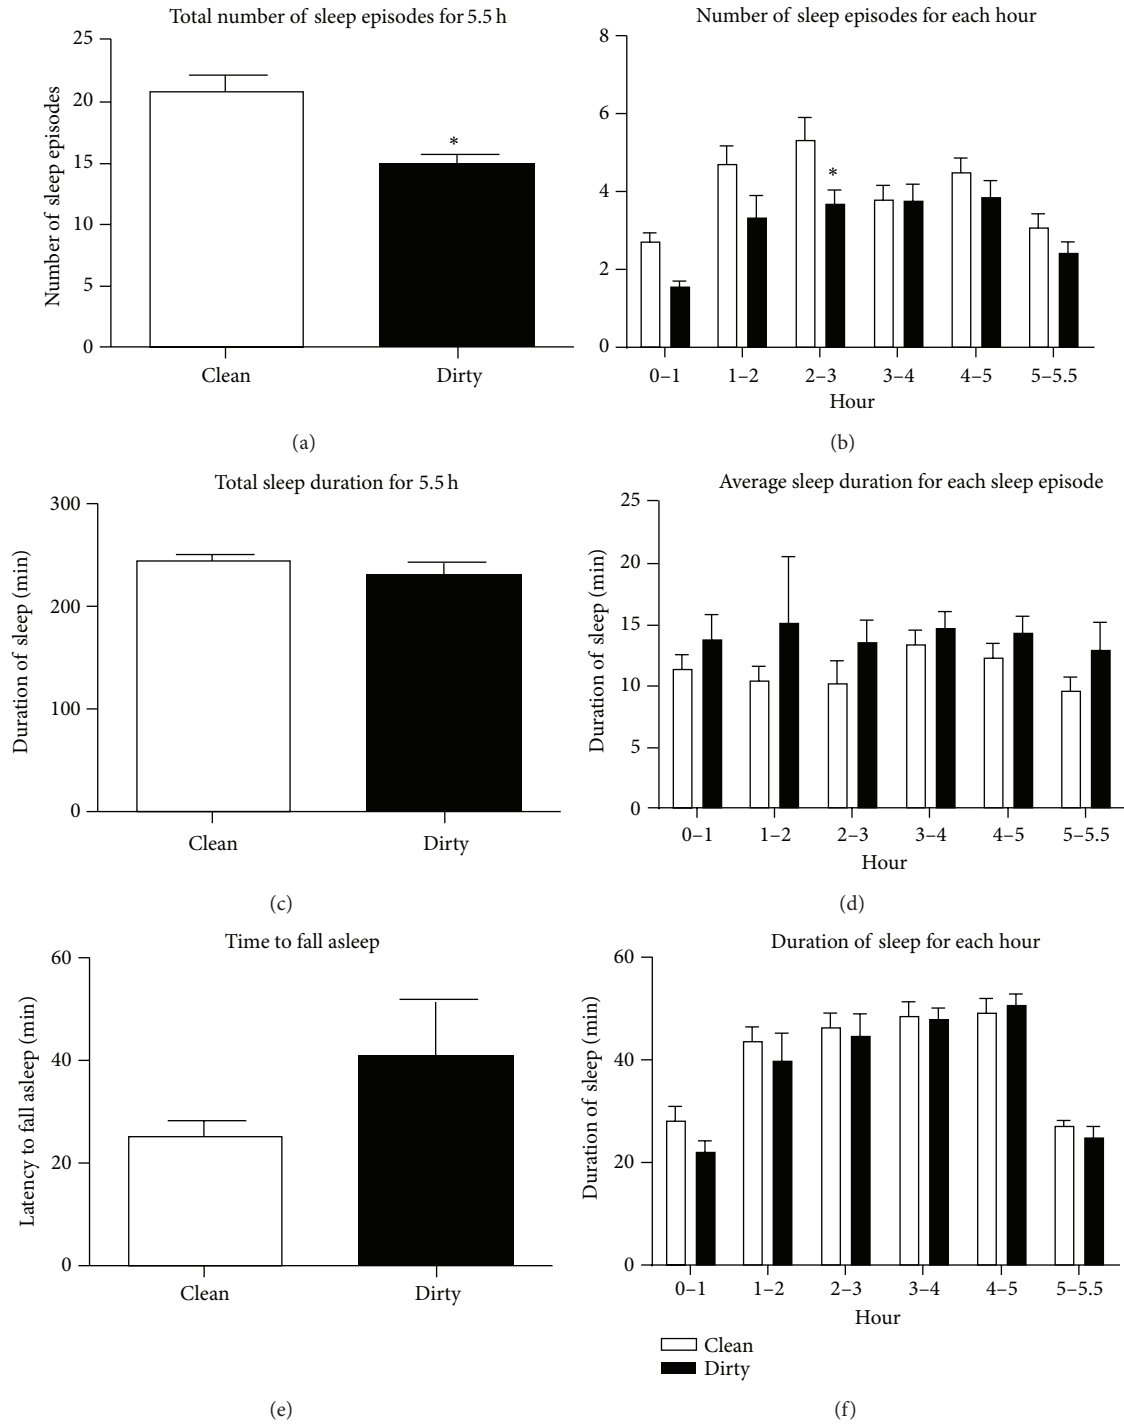 Total number of sleep episodes for 5.5 h
Number of sleep episodes
25
20
15
10
5
0
*
Clean
Dirty
(a)
Number of sleep episodes for each hour
8
6
4
2
0
*
0–1
1–2
2–3
3–4
4–5
5–5.5
Hour
(b)
Total sleep duration for 5.5 h
Duration of sleep (min)
300
200
100
0
Clean
Dirty
(c)
Average sleep duration for each sleep episode
Duration of sleep (min)
25
20
15
10
5
0
0–1
1–2
2–3
3–4
4–5
5–5.5
Hour
(d)
Time to fall asleep
Latency to fall asleep (min)
60
40
20
0
Clean
Dirty
(e)
Duration of sleep for each hour
Duration of sleep (min)
60
40
20
0
0–1
1–2
2–3
3–4
4–5
5–5.5
Hour
Clean
Dirty
(f)